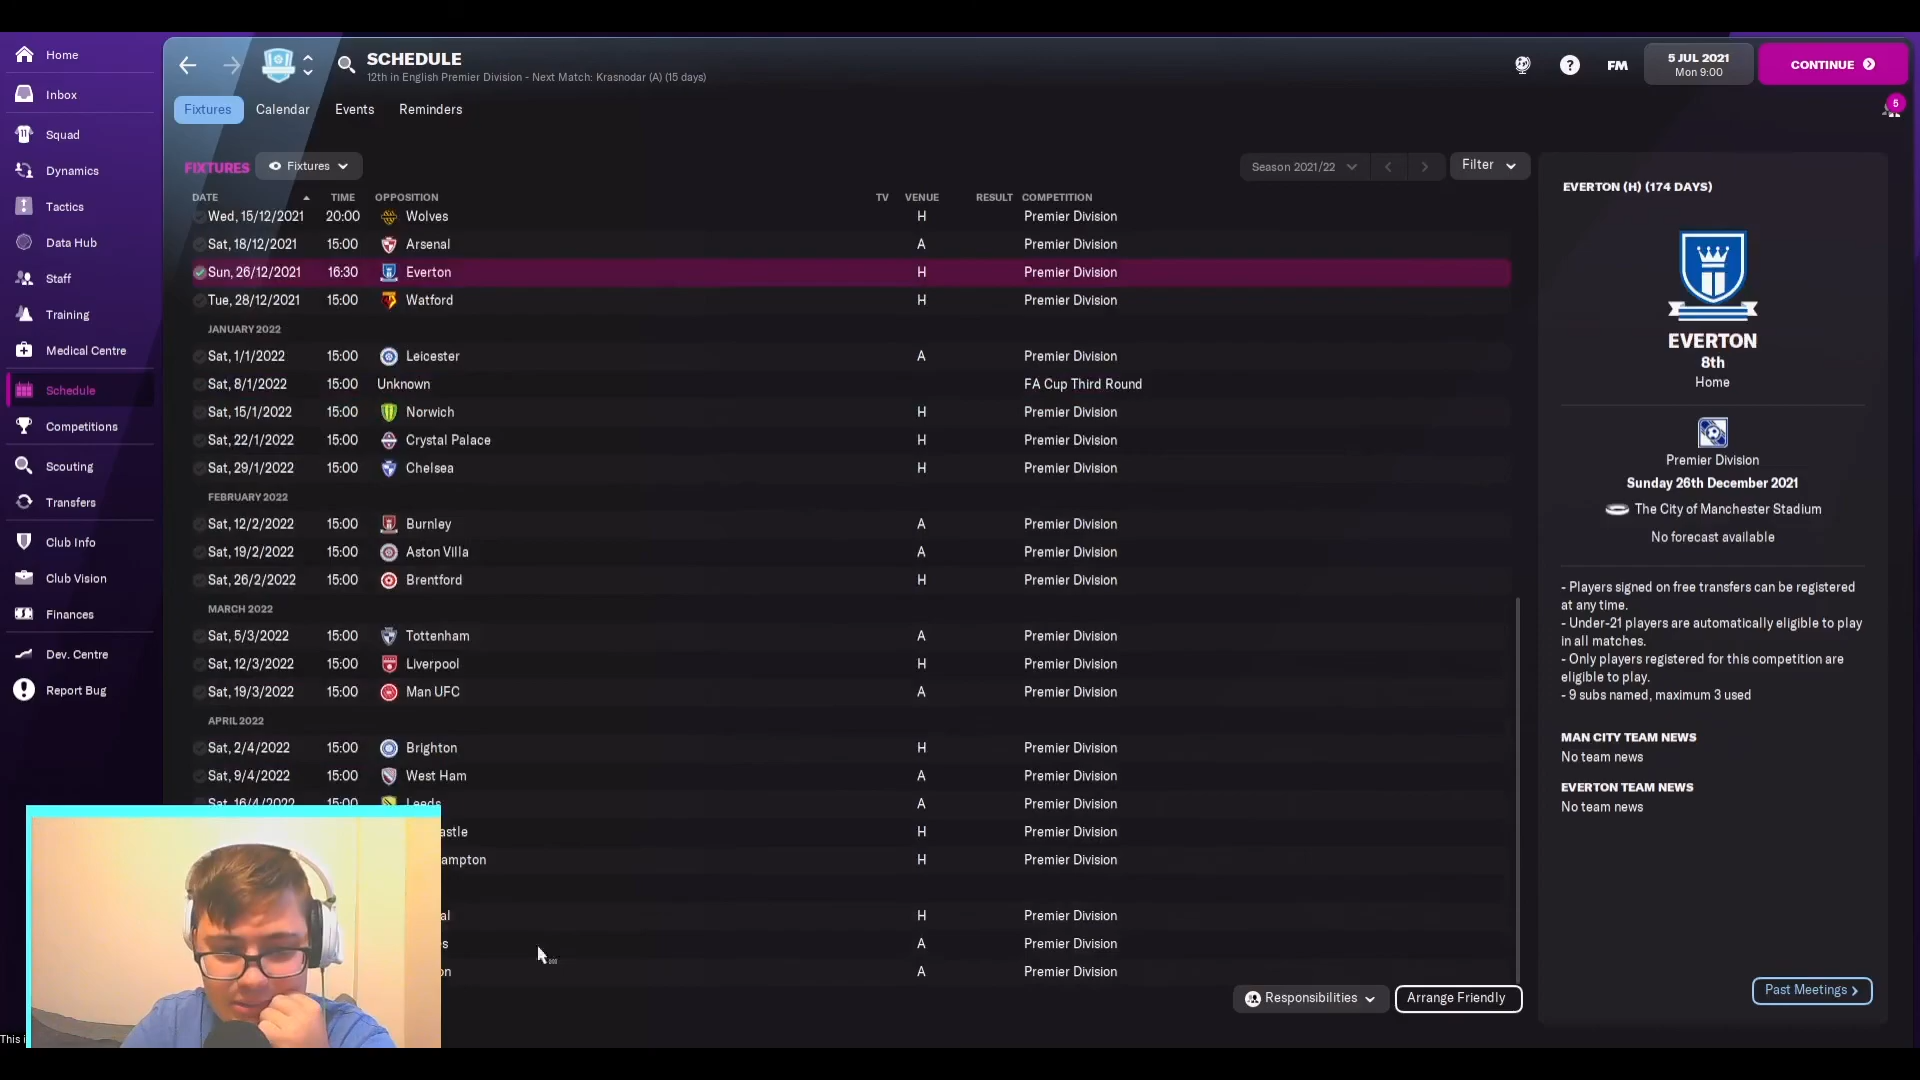 Home
Inbox
Squad
Dynamics
Tactics
Data Hub
Staff
Training
Medical Centre
Schedule
Competitions
Scouting
Transfers
Club Info
Club Vision
Finances
Dev. Centre
Report Bug
SCHEDULE
12th in English Premier Division - Next Match: Krasnodar (A) (15 days)
FM
5 JUL 2021
Mon 9:00
CONTINUE
5
Fixtures Calendar Events Reminders
FIXTURES Fixtures Season 2021/22 Filter
DATE TIME OPPOSITION TV VENUE RESULT COMPETITION
Wed, 15/12/2021 20:00 Wolves H Premier Division
Sat, 18/12/2021 15:00 Arsenal A Premier Division
Sun, 26/12/2021 16:30 Everton H Premier Division
Tue, 28/12/2021 15:00 Watford H Premier Division
JANUARY 2022
Sat, 1/1/2022 15:00 Leicester A Premier Division
Sat, 8/1/2022 15:00 Unknown FA Cup Third Round
Sat, 15/1/2022 15:00 Norwich H Premier Division
Sat, 22/1/2022 15:00 Crystal Palace H Premier Division
Sat, 29/1/2022 15:00 Chelsea H Premier Division
FEBRUARY 2022
Sat, 12/2/2022 15:00 Burnley A Premier Division
Sat, 19/2/2022 15:00 Aston Villa A Premier Division
Sat, 26/2/2022 15:00 Brentford H Premier Division
MARCH 2022
Sat, 5/3/2022 15:00 Tottenham A Premier Division
Sat, 12/3/2022 15:00 Liverpool H Premier Division
Sat, 19/3/2022 15:00 Man UFC A Premier Division
APRIL 2022
Sat, 2/4/2022 15:00 Brighton H Premier Division
Sat, 9/4/2022 15:00 West Ham A Premier Division
Sat, 16/4/2022 15:00 Leeds A Premier Division
astle H Premier Division
ampton H Premier Division
al H Premier Division
es A Premier Division
on A Premier Division
Responsibilities Arrange Friendly
EVERTON (H) (174 DAYS)
EVERTON
8th
Home
Premier Division
Sunday 26th December 2021
The City of Manchester Stadium
No forecast available
- Players signed on free transfers can be registered
at any time.
- Under-21 players are automatically eligible to play
in all matches.
- Only players registered for this competition are
eligible to play.
- 9 subs named, maximum 3 used
MAN CITY TEAM NEWS
No team news
EVERTON TEAM NEWS
No team news
Past Meetings
This i